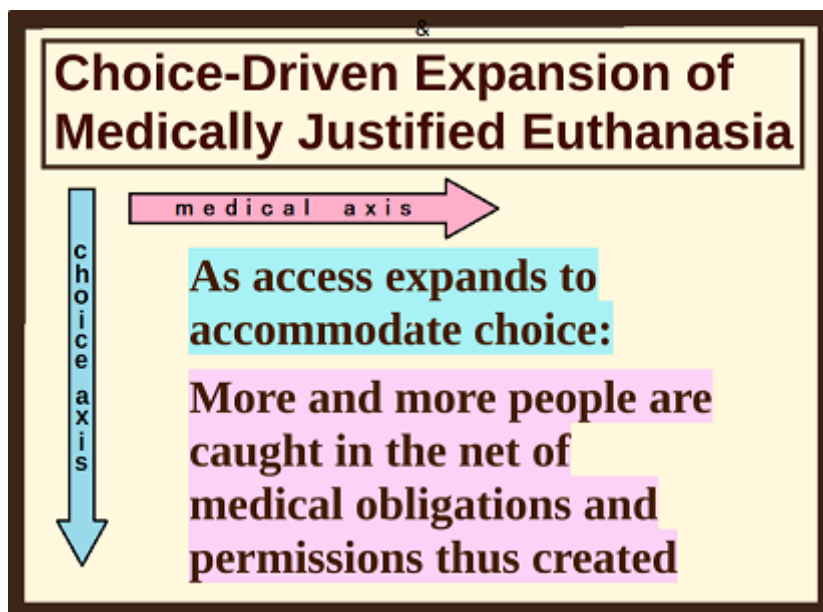 &
Choice-Driven Expansion of
Medically Justified Euthanasia
medical axis
choice axis
As access expands to
accommodate choice:
More and more people are
caught in the net of
medical obligations and
permissions thus created